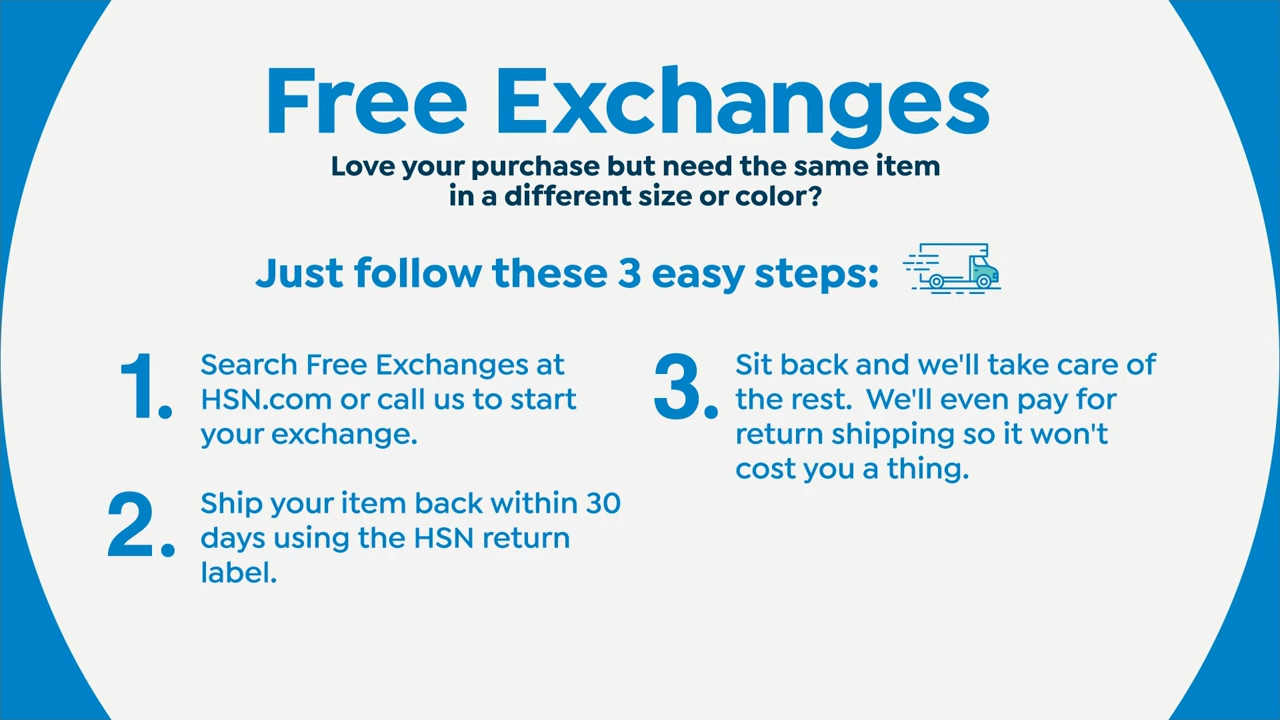 Free Exchanges
Love your purchase but need the same item
in a different size or color?
Just follow these 3 easy steps:
1. Search Free Exchanges at
HSN.com or call us to start
your exchange.
2. Ship your item back within 30
days using the HSN return
label.
3. Sit back and we'll take care of
the rest.  We'll even pay for
return shipping so it won't
cost you a thing.